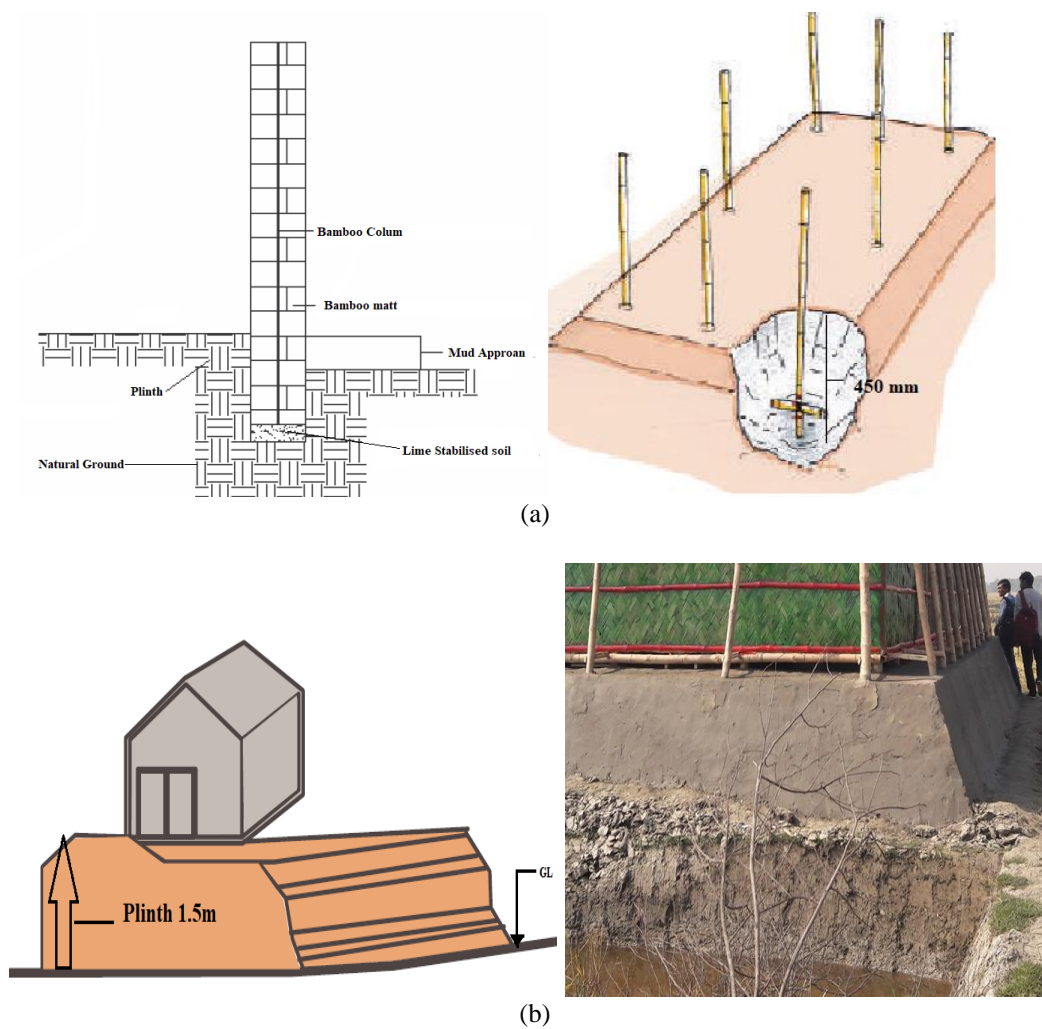 Bamboo Colum
Bamboo matt
Mud Approan
Plinth
Lime Stabilised soil
Natural Ground
450 mm
(a)
Plinth 1.5m
GL
(b)